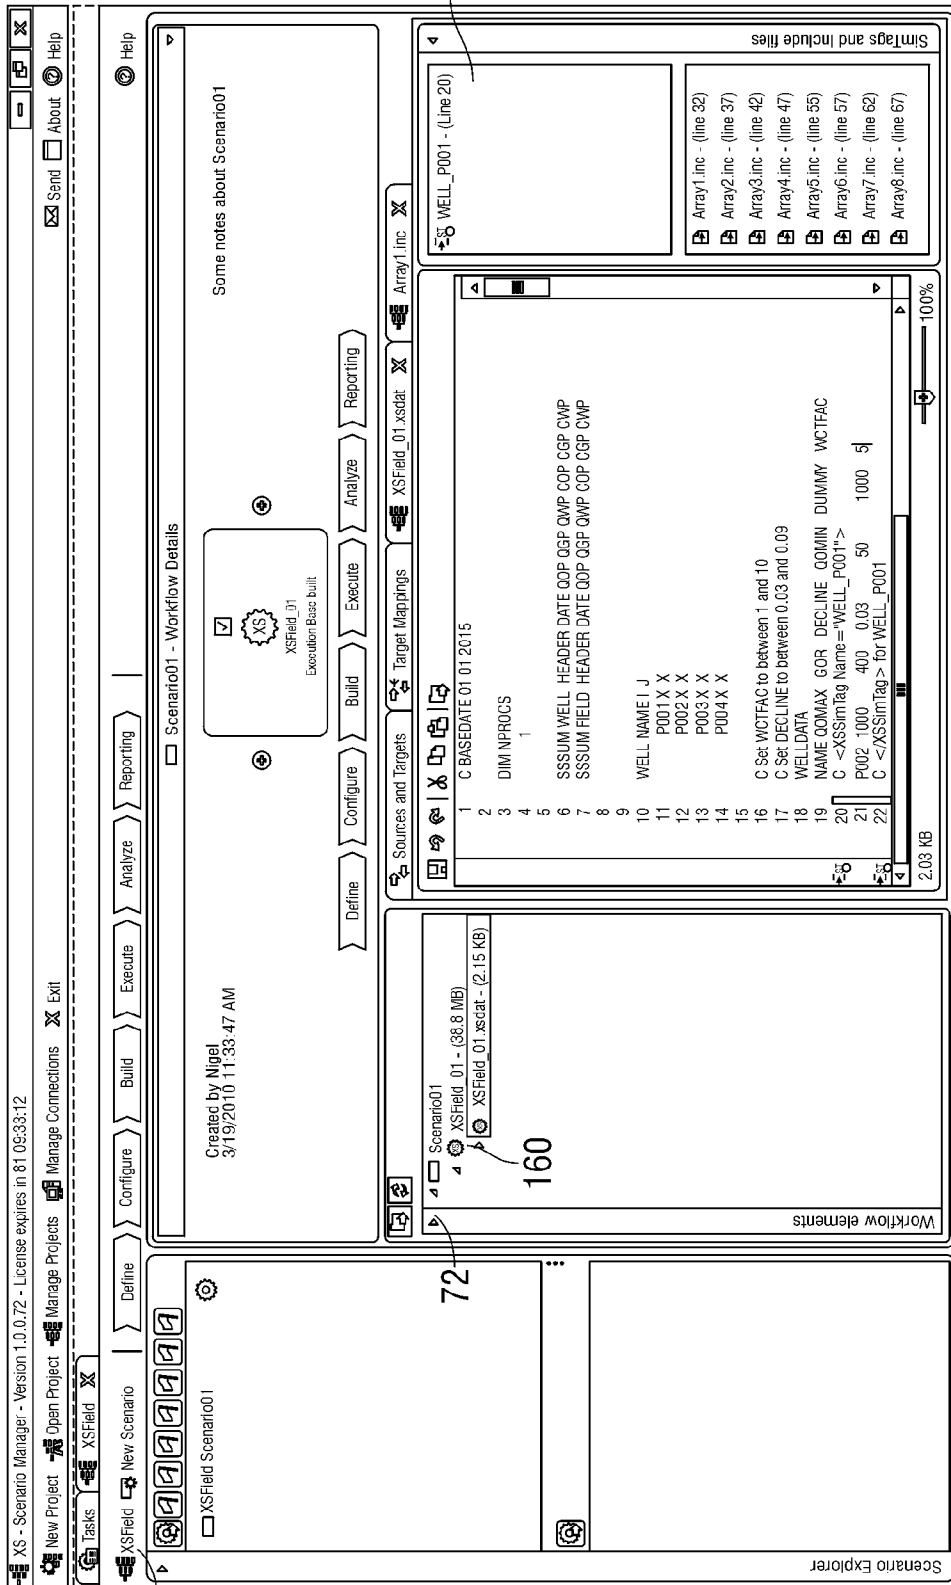 XS - Scenario Manager - Version 1.0.0.72 - License expires in 81 09:33:12
New Project Open Project Manage Projects Manage Connections Exit
Send About Help
Tasks XSField
XSField New Scenario
Define Configure Build Execute Analyze Reporting
Help
Scenario Explorer
XSField Scenario01
Scenario01 - Workflow Details
Created by Nigel
3/19/2010 11:33:47 AM
XS
XSField_01
Execution Base built
Some notes about Scenario01
Define Configure Build Execute Analyze Reporting
Workflow elements
Scenario01
XSField_01 - (38.8 MB)
XSField_01.xsdat - (2.15 KB)
72
160
Sources and Targets Target Mappings XSField_01.xsdat Array1.inc
1 C BASEDATE 01 01 2015
2
3 DIM NPROCS
4 1
5
6 SSSUM WELL HEADER DATE QOP QGP QWP COP CGP CWP
7 SSSUM FIELD HEADER DATE QOP QGP QWP COP CGP CWP
8
9
10 WELL NAME I J
11 P001 X X
12 P002 X X
13 P003 X X
14 P004 X X
15
16 C Set WCTFAC to between 1 and 10
17 C Set DECLINE to between 0.03 and 0.09
18 WELLDATA
19 NAME QOMAX GOR DECLINE QOMIN DUMMY WCTFAC
20 C <XSSimTag Name="WELL_P001">
21 P002 1000 400 0.03 50 1000 5
22 C </XSSimTag> for WELL_P001
2.03 KB
100%
SimTags and Include files
ST WELL_P001 - (Line 20)
Array1.inc - (line 32)
Array2.inc - (line 37)
Array3.inc - (line 42)
Array4.inc - (line 47)
Array5.inc - (line 55)
Array6.inc - (line 57)
Array7.inc - (line 62)
Array8.inc - (line 67)